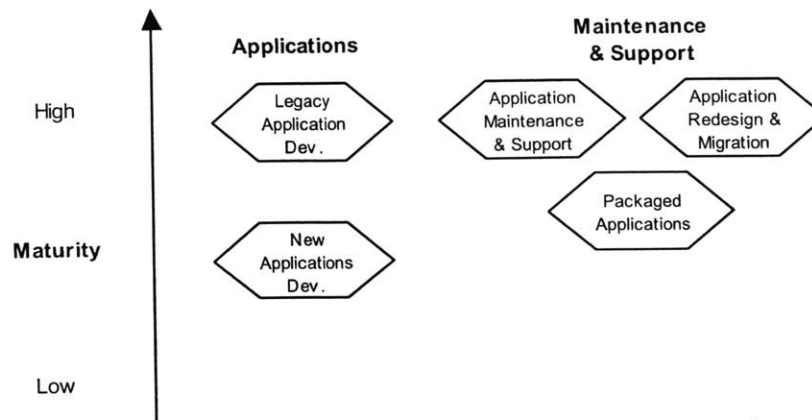 Applications
Maintenance
& Support
High
Legacy
Application
Dev.
Application
Maintenance
& Support
Application
Redesign &
Migration
Packaged
Applications
Maturity
New
Applications
Dev.
Low